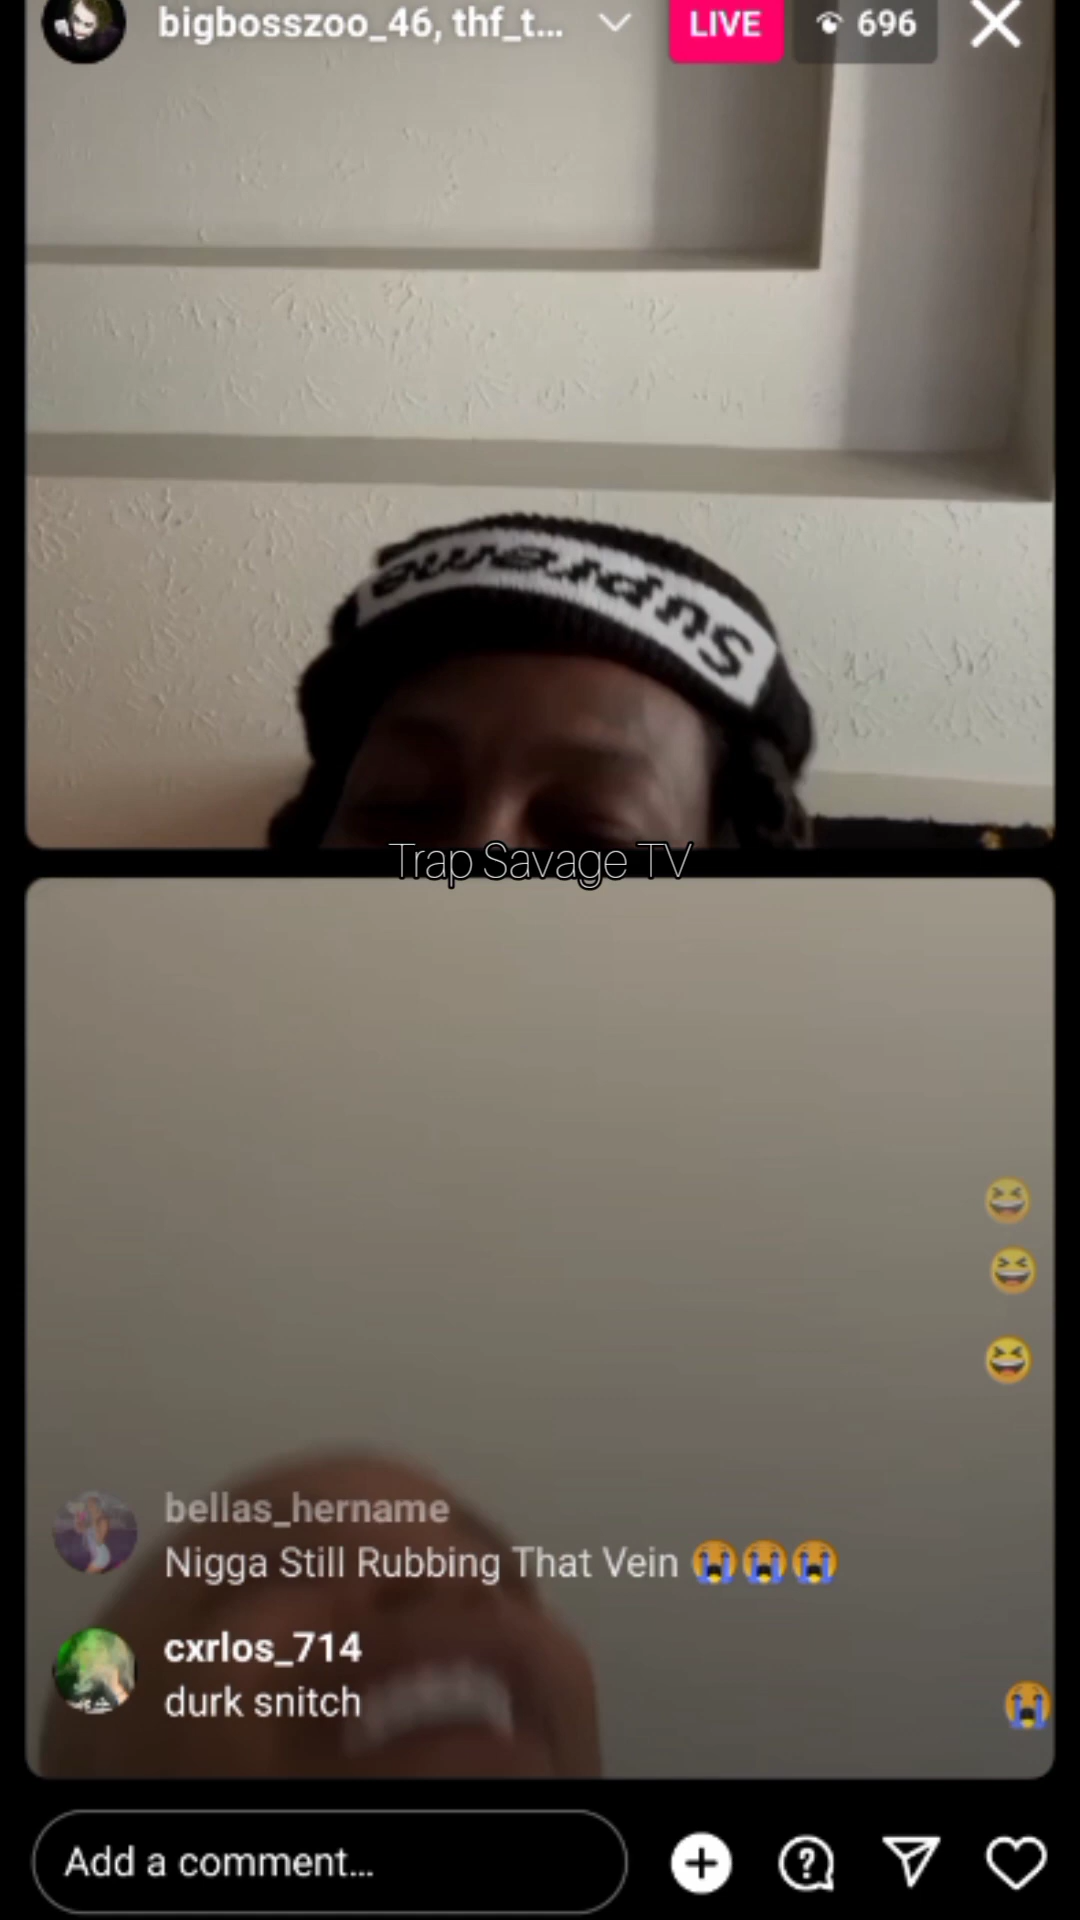 bigbosszoo_46, thf_t...
LIVE
696
Supreme
Trap Savage TV
bellas_hername
Nigga Still Rubbing That Vein 😭😭😭
cxrlos_714
durk snitch
Add a comment...